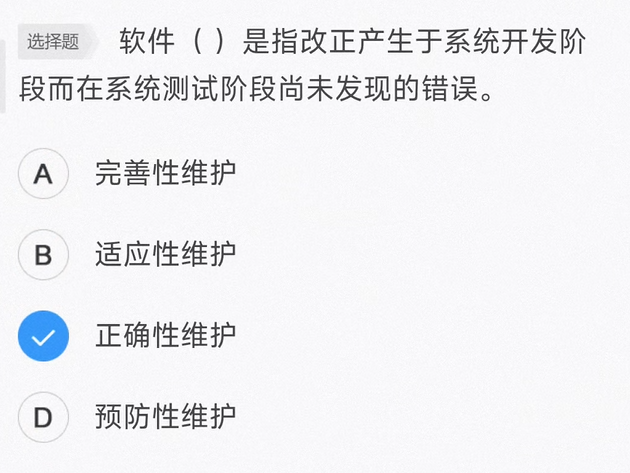 选择题 软件（ ）是指改正产生于系统开发阶
段而在系统测试阶段尚未发现的错误。
A 完善性维护
B 适应性维护
正确性维护
D 预防性维护